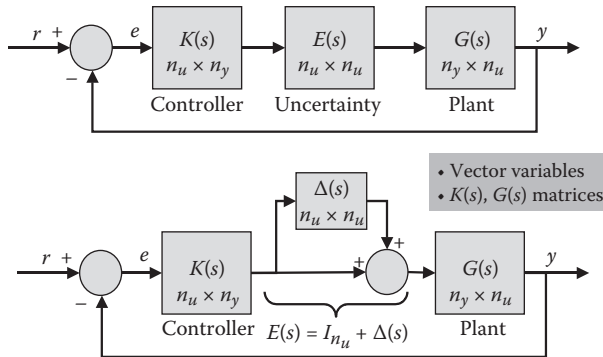 r + e K(s) E(s) G(s) y
n_u × n_y n_u × n_u n_y × n_u
−
Controller Uncertainty Plant
• Vector variables
• K(s), G(s) matrices
Δ(s)
n_u × n_u
+
r + e K(s) + G(s) y
n_u × n_y n_y × n_u
−
Controller E(s) = I_{n_u} + Δ(s) Plant